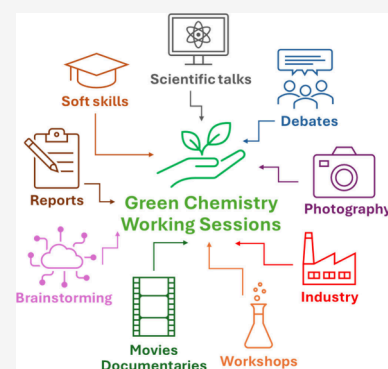 Scientific talks
Soft skills
Debates
Reports
Green Chemistry
Working Sessions
Photography
Brainstorming
Industry
Movies
Documentaries
Workshops